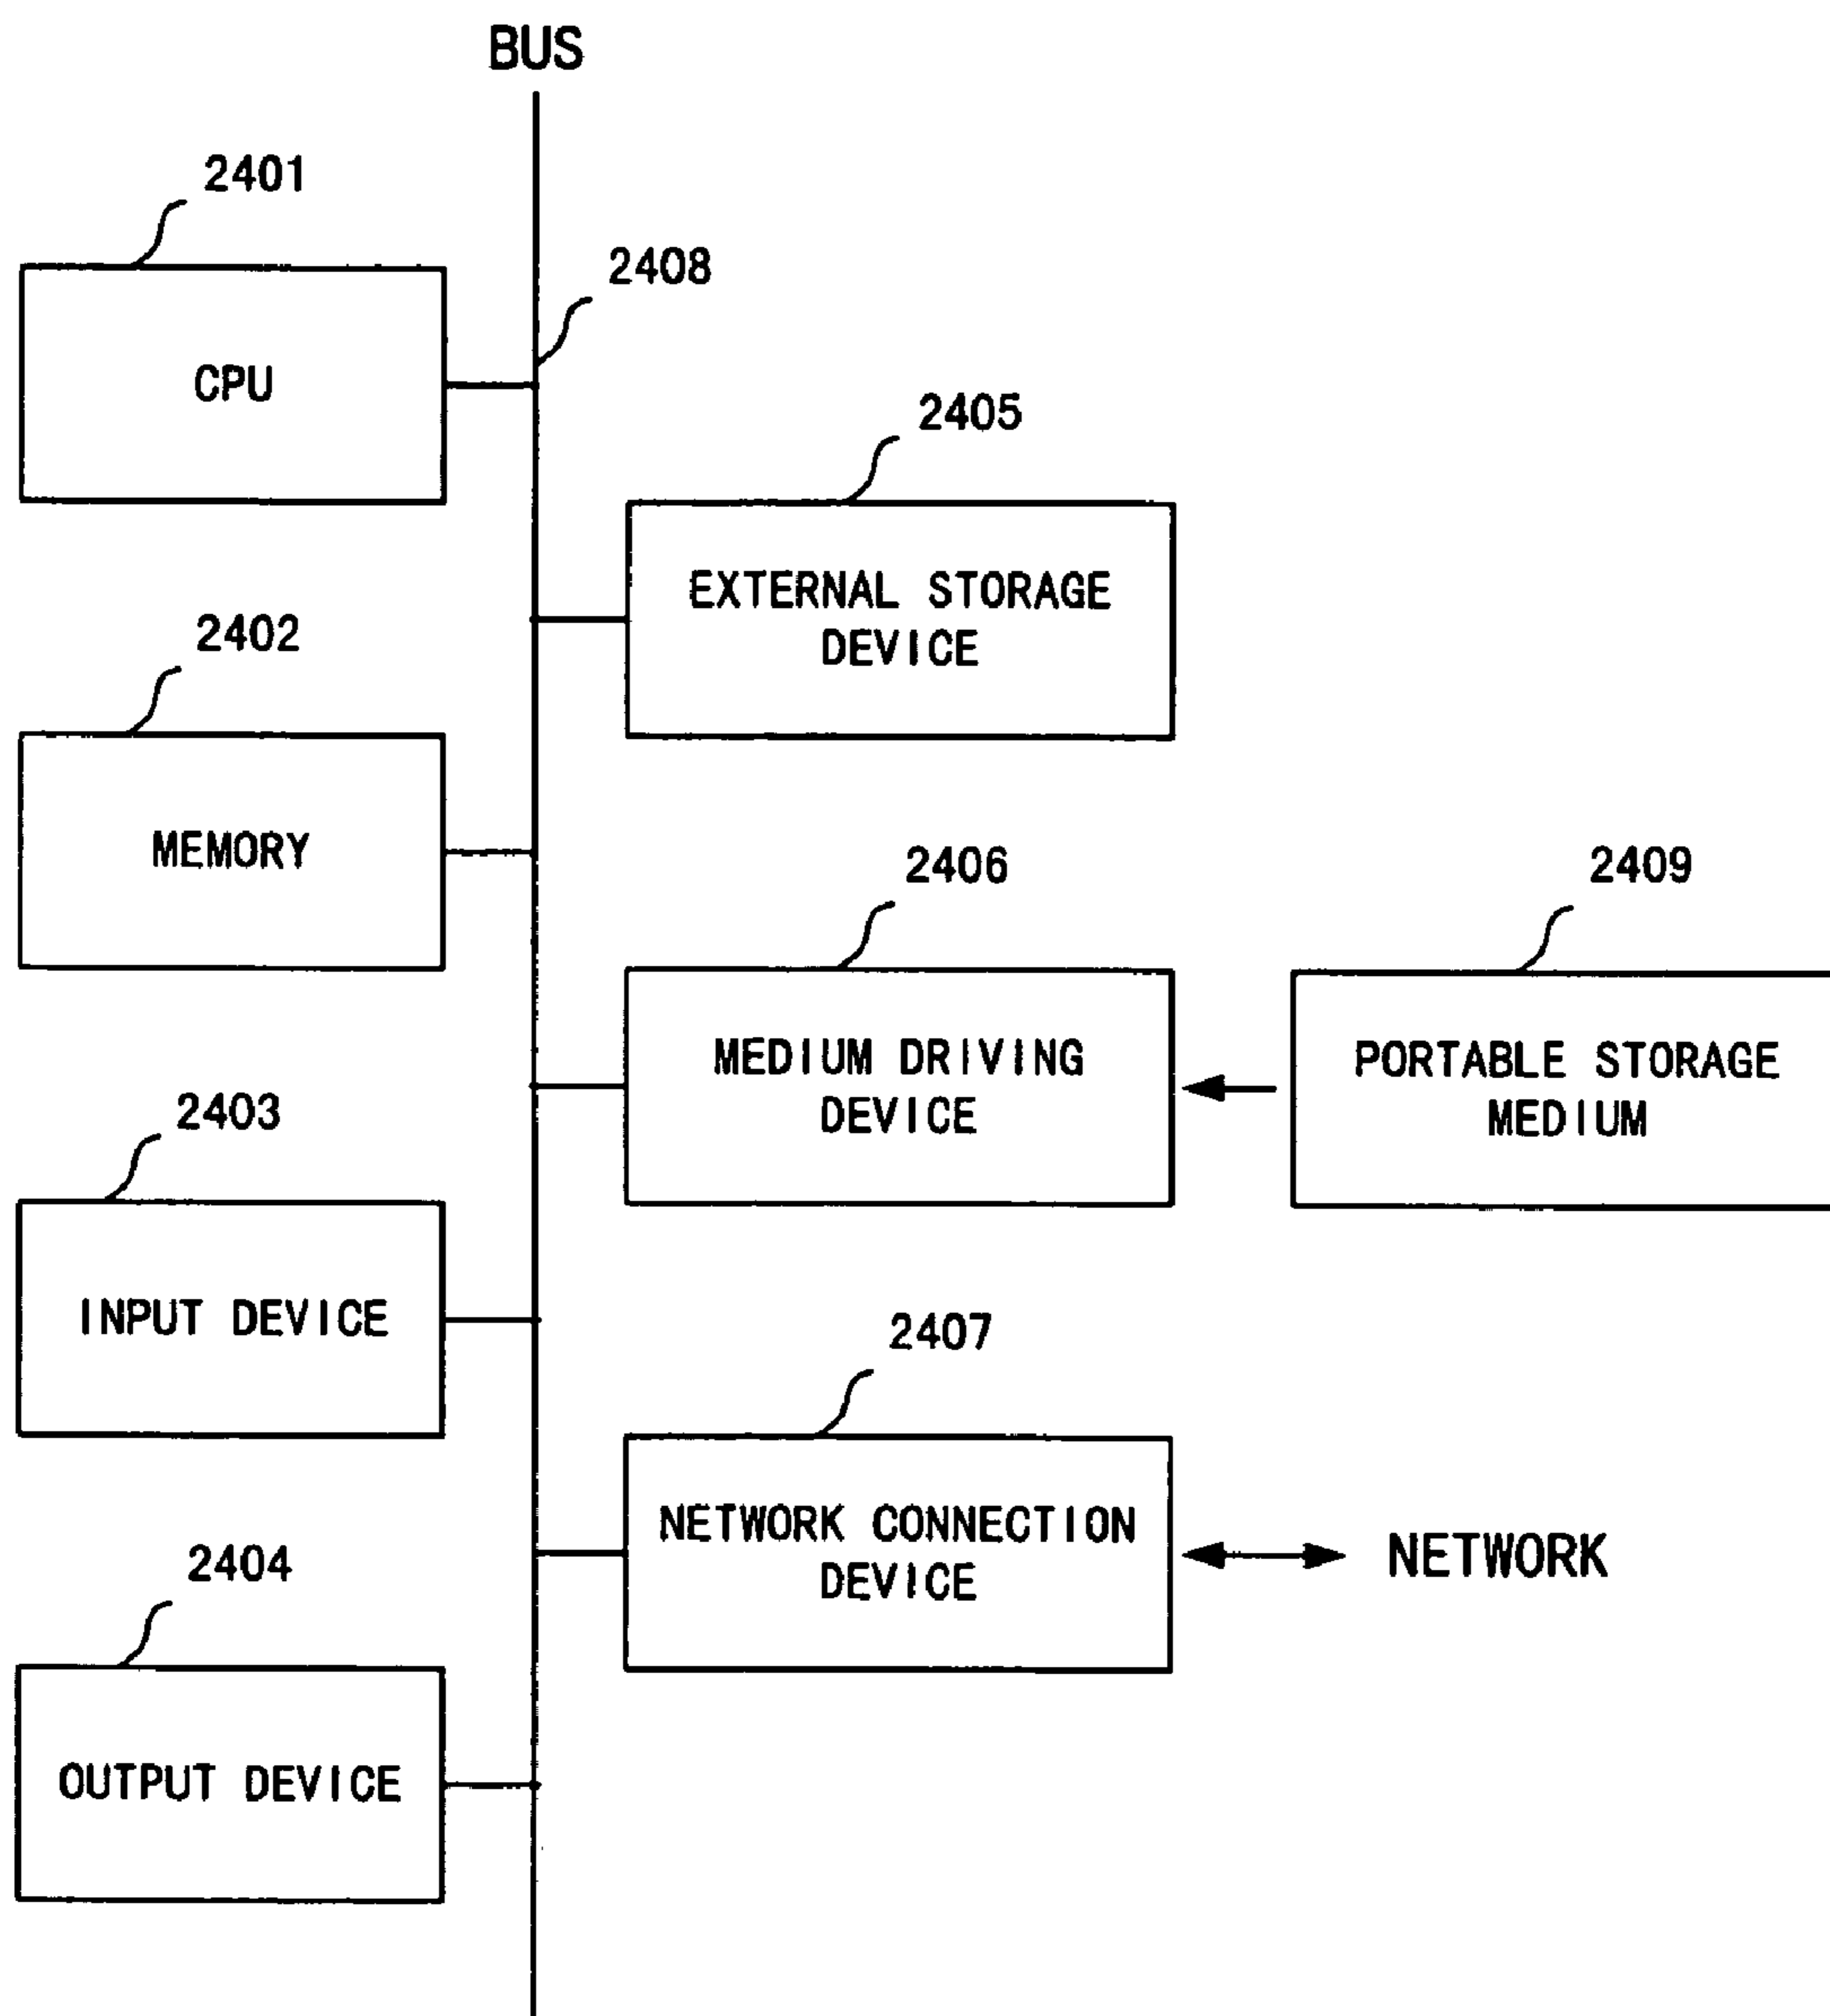 BUS
2401
2408
CPU
2405
EXTERNAL STORAGE
DEVICE
2402
MEMORY
2406
2409
MEDIUM DRIVING
DEVICE
PORTABLE STORAGE
MEDIUM
2403
INPUT DEVICE
2407
NETWORK CONNECTION
DEVICE
NETWORK
2404
OUTPUT DEVICE